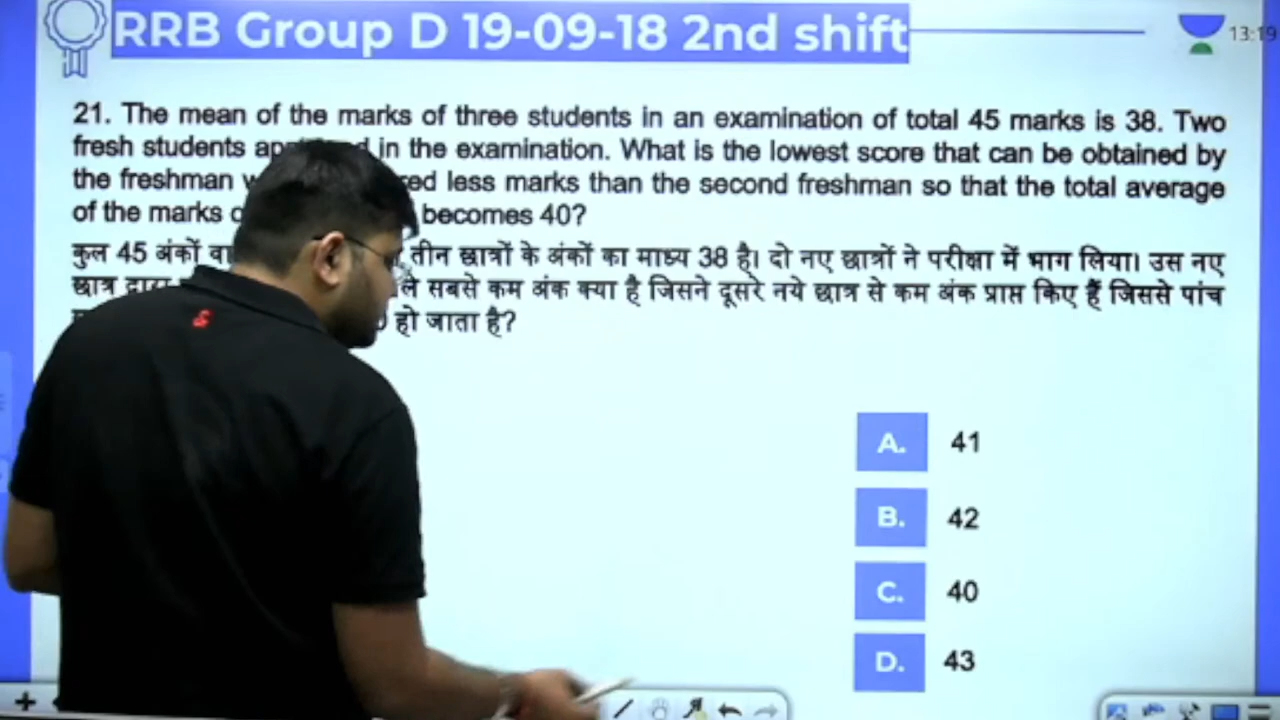 RRB Group D 19-09-18 2nd shift
13:19
21. The mean of the marks of three students in an examination of total 45 marks is 38. Two
fresh students in the examination. What is the lowest score that can be obtained by
the freshman less marks than the second freshman so that the total average
of the marks becomes 40?
कुल 45 अंकों तीन छात्रों के अंकों का माध्य 38 है। दो नए छात्रों ने परीक्षा में भाग लिया। उस नए
छात्र सबसे कम अंक क्या है जिसने दूसरे नये छात्र से कम अंक प्राप्त किए हैं जिससे पांच
हो जाता है?
A. 41
B. 42
C. 40
D. 43